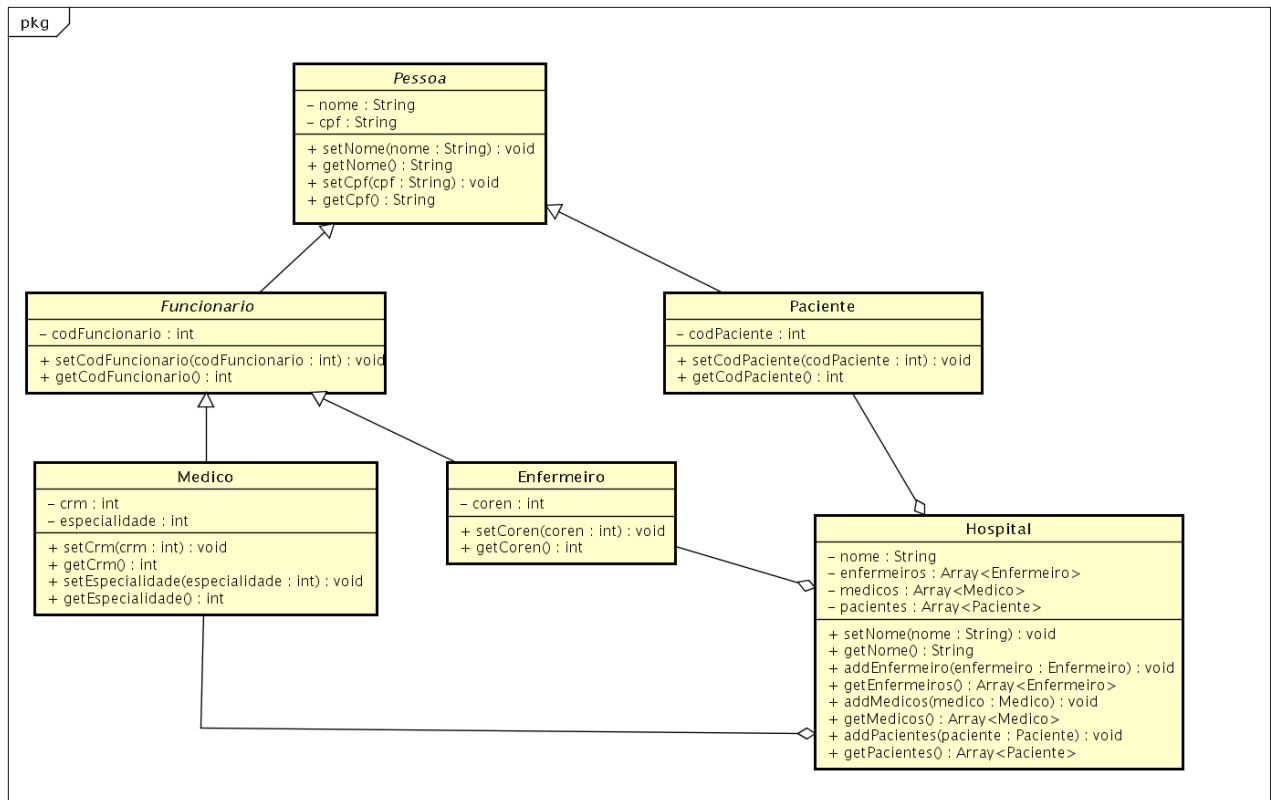 pkg
Pessoa
- nome : String
- cpf : String
+ setNome(nome : String) : void
+ getNome() : String
+ setCpf(cpf : String) : void
+ getCpf() : String
Funcionario
- codFuncionario : int
+ setCodFuncionario(codFuncionario : int) : void
+ getCodFuncionario() : int
Paciente
- codPaciente : int
+ setCodPaciente(codPaciente : int) : void
+ getCodPaciente() : int
Medico
- crm : int
- especialidade : int
+ setCrm(crm : int) : void
+ getCrm() : int
+ setEspecialidade(especialidade : int) : void
+ getEspecialidade() : int
Enfermeiro
- coren : int
+ setCoren(coren : int) : void
+ getCoren() : int
Hospital
- nome : String
- enfermeiros : Array<Enfermeiro>
- medicos : Array<Medico>
- pacientes : Array<Paciente>
+ setNome(nome : String) : void
+ getNome() : String
+ addEnfermeiro(enfermeiro : Enfermeiro) : void
+ getEnfermeiros() : Array<Enfermeiro>
+ addMedicos(medico : Medico) : void
+ getMedicos() : Array<Medico>
+ addPacientes(paciente : Paciente) : void
+ getPacientes() : Array<Paciente>